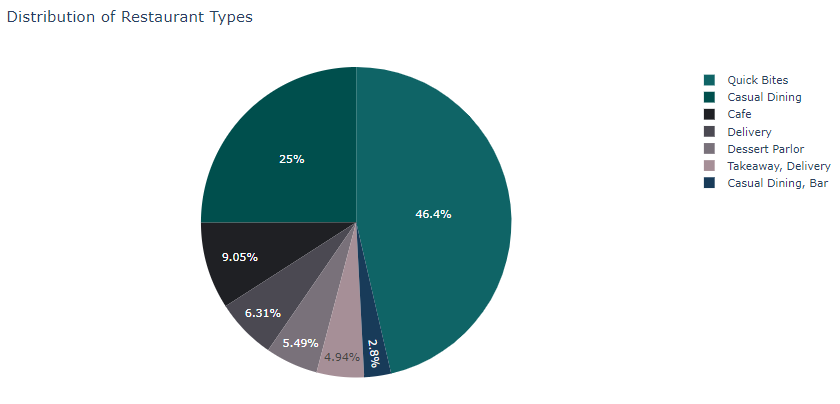 Distribution of Restaurant Types
Quick Bites
Casual Dining
Cafe
Delivery
Dessert Parlor
Takeaway, Delivery
Casual Dining, Bar
25%
46.4%
9.05%
6.31%
5.49%
4.94%
2.8%